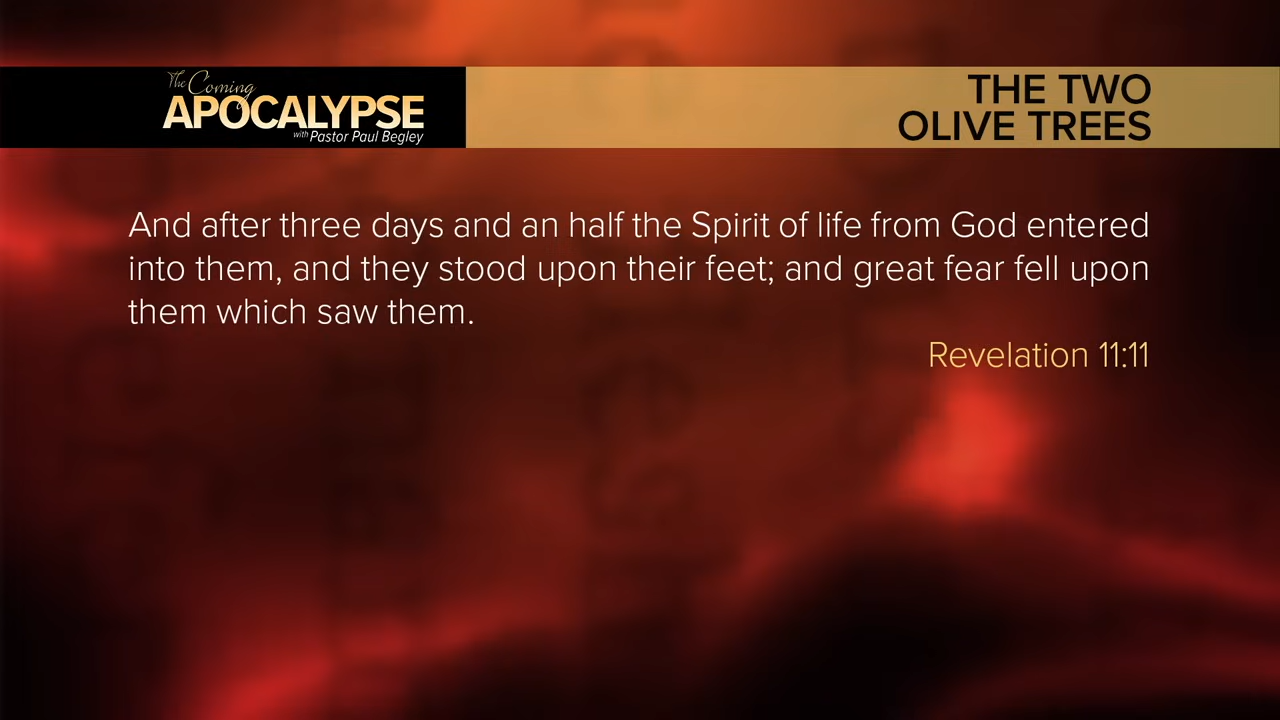 The Coming
APOCALYPSE
with Pastor Paul Begley
THE TWO
OLIVE TREES
And after three days and an half the Spirit of life from God entered
into them, and they stood upon their feet; and great fear fell upon
them which saw them.
Revelation 11:11